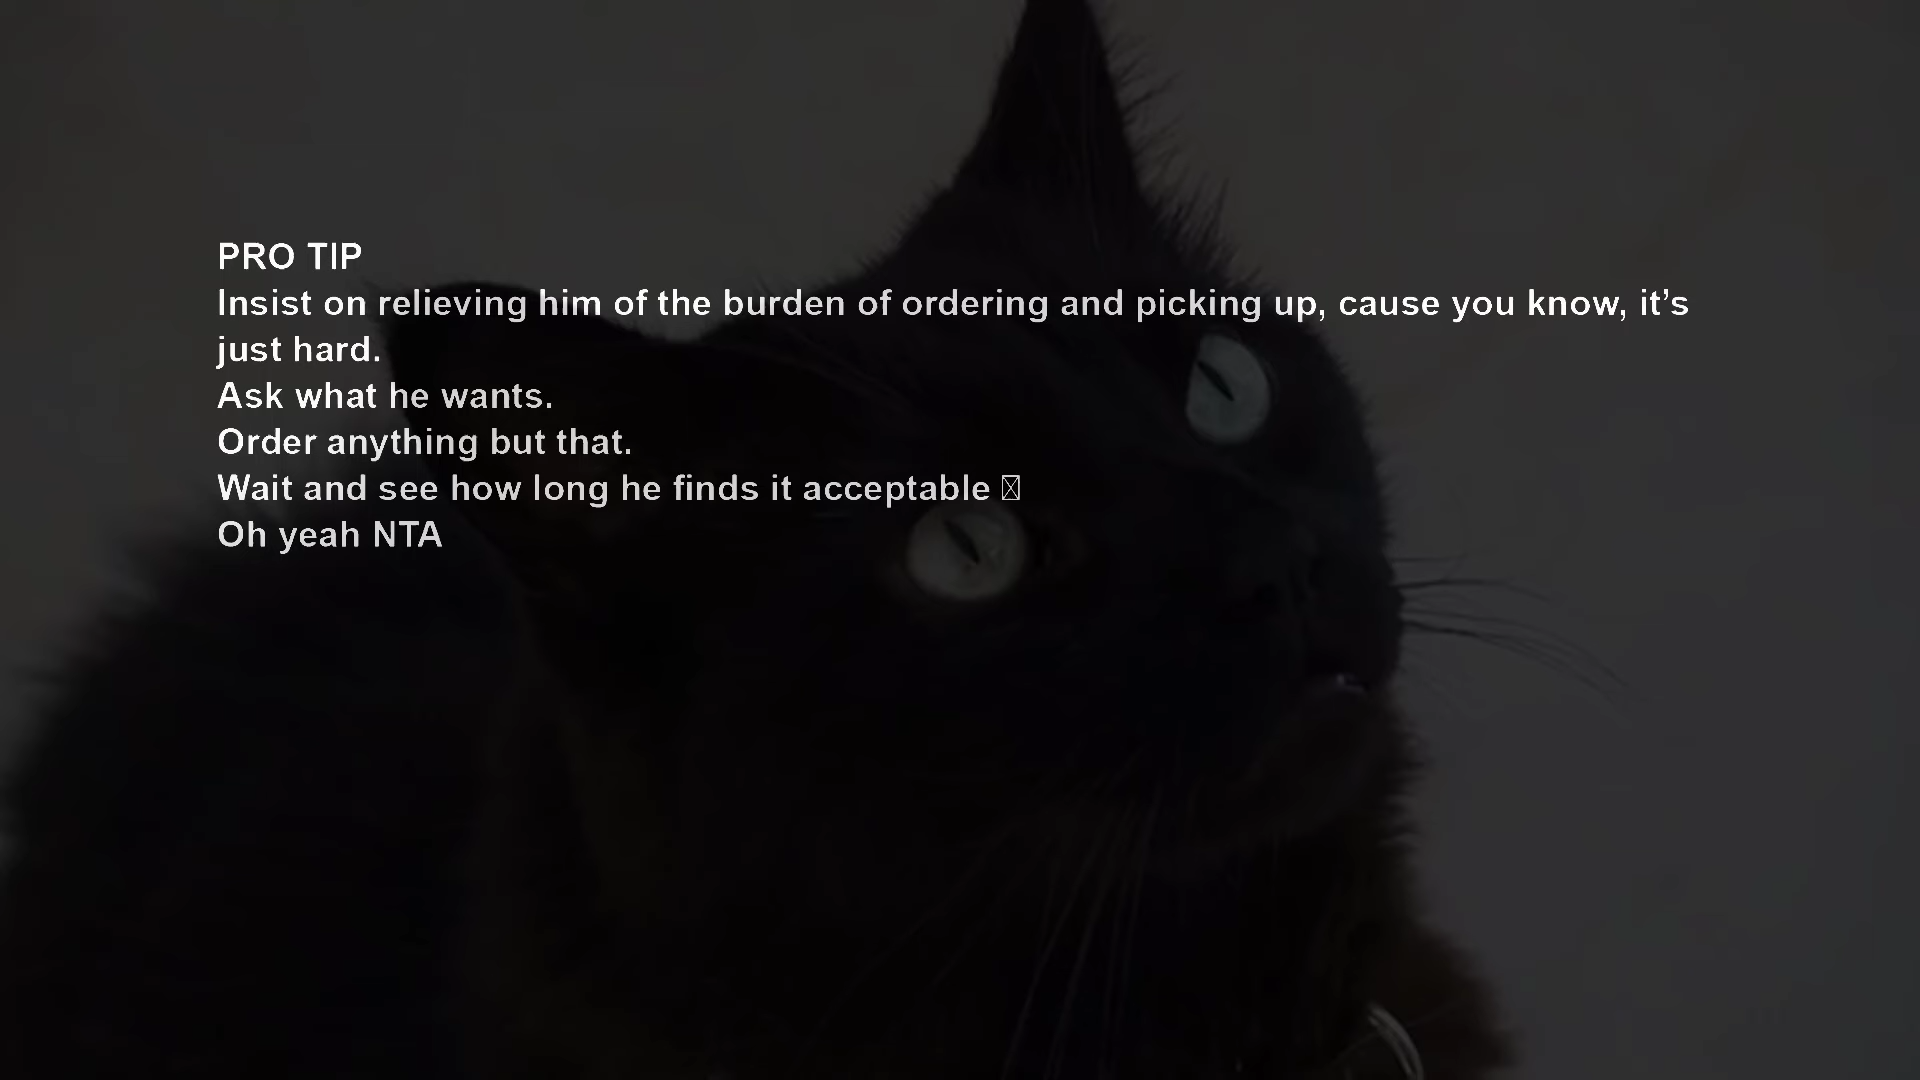 PRO TIP
Insist on relieving him of the burden of ordering and picking up, cause you know, it’s
just hard.
Ask what he wants.
Order anything but that.
Wait and see how long he finds it acceptable
Oh yeah NTA